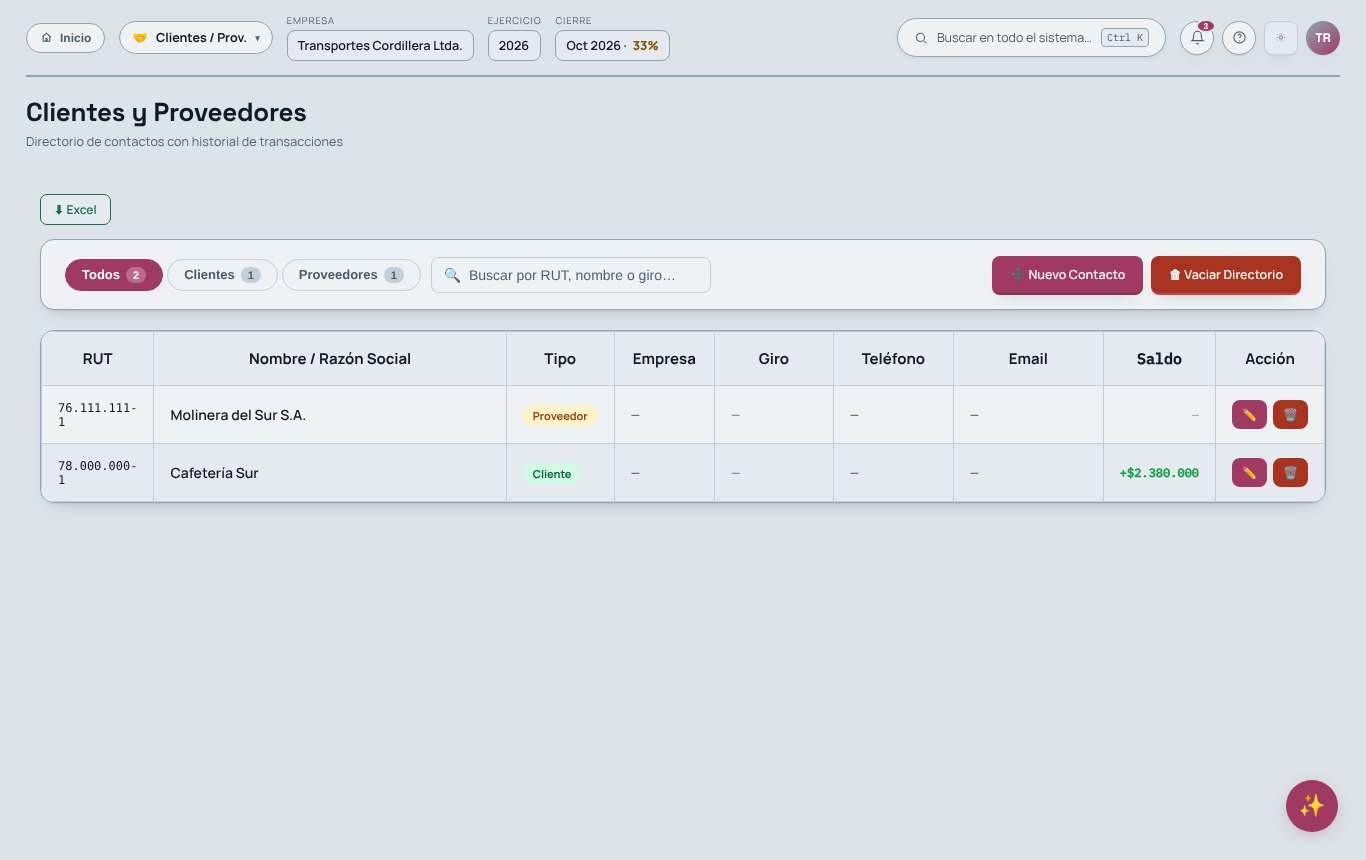 Inicio
Clientes / Prov.
EMPRESA
Transportes Cordillera Ltda.
EJERCICIO
2026
CIERRE
Oct 2026 · 33%
Buscar en todo el sistema…
Ctrl K
3
TR
Clientes y Proveedores
Directorio de contactos con historial de transacciones
Excel
Todos 2
Clientes 1
Proveedores 1
Buscar por RUT, nombre o giro…
Nuevo Contacto
Vaciar Directorio
RUT Nombre / Razón Social Tipo Empresa Giro Teléfono Email Saldo Acción
76.111.111-
1
Molinera del Sur S.A. Proveedor — — — — —
78.000.000-
1
Cafetería Sur Cliente — — — — +$2.380.000